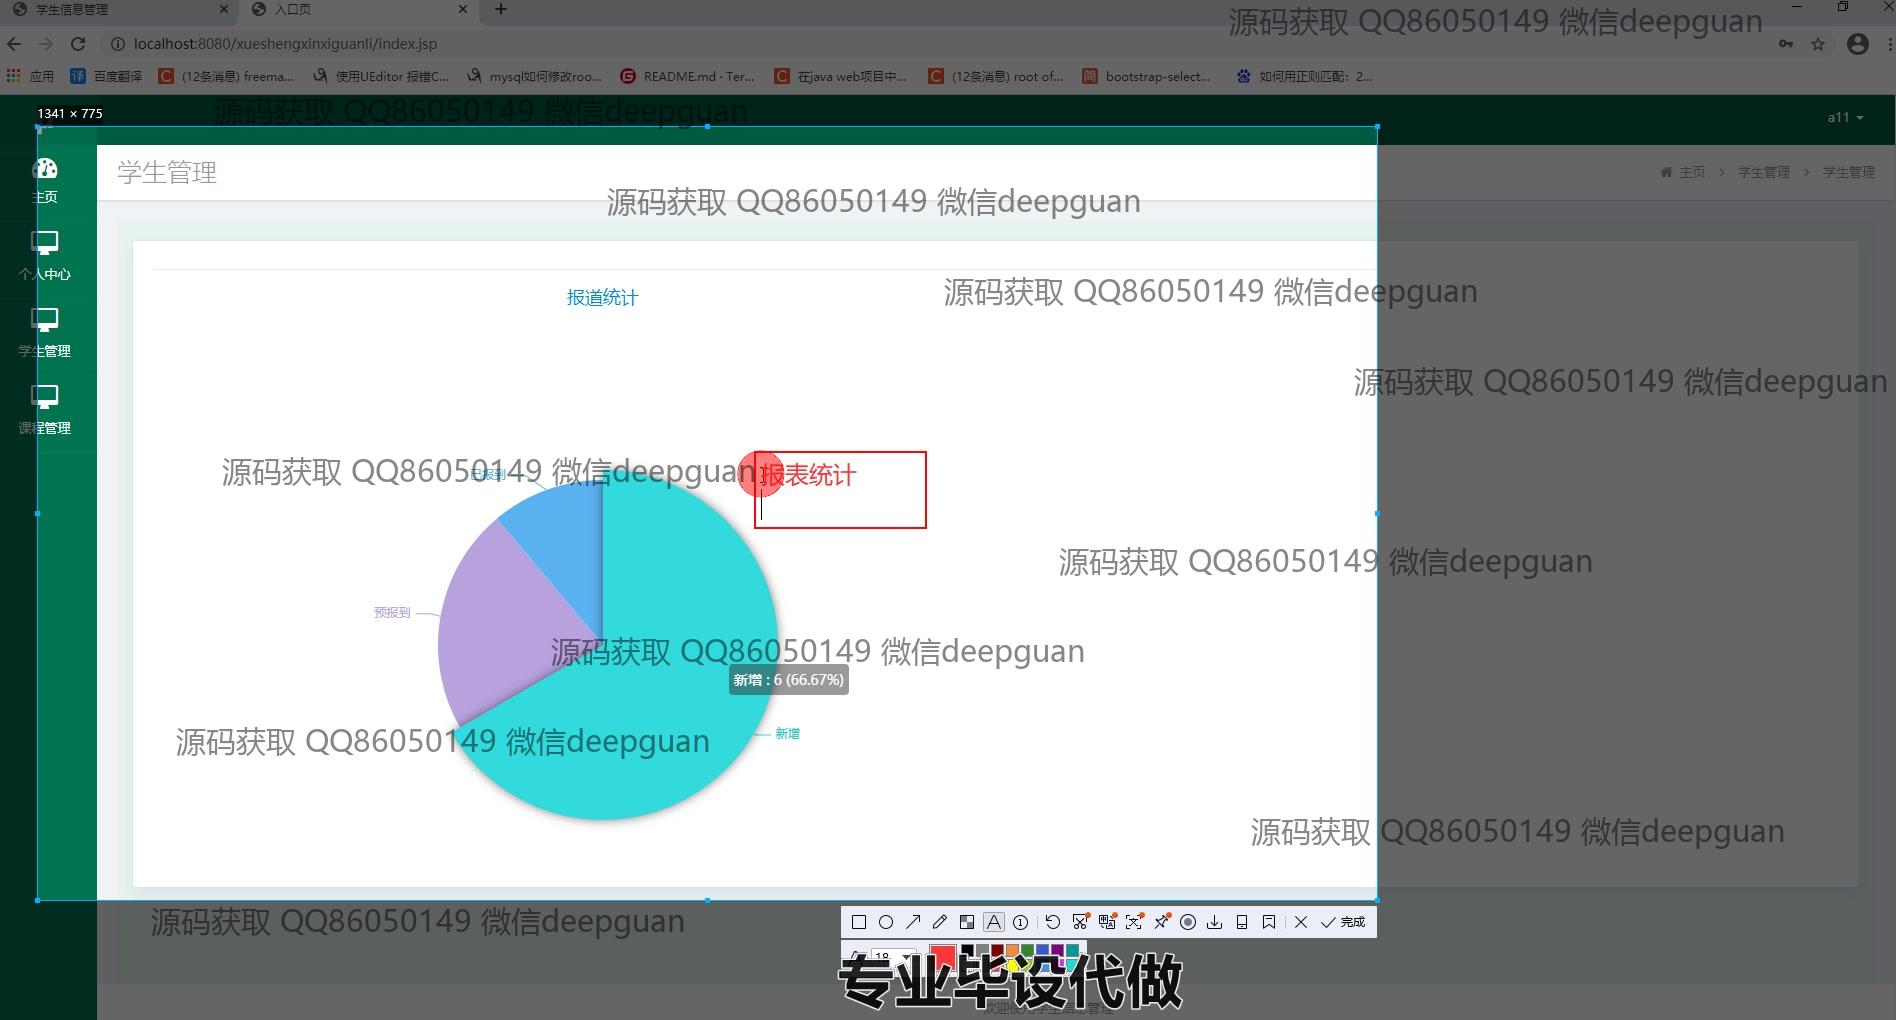 学生信息管理
入口页
源码获取 QQ86050149 微信deepguan
localhost:8080/xueshengxinxiguanli/index.jsp
应用
百度翻译
(12条消息) freema...
使用UEditor 报错C...
mysql如何修改roo...
README.md · Ter...
在java web项目中...
(12条消息) root of...
bootstrap-select...
如何用正则匹配：2...
源码获取 QQ86050149 微信deepguan
1341 × 775
a11
学生管理
主页
学生管理
学生管理
主页
源码获取 QQ86050149 微信deepguan
个人中心
报道统计
源码获取 QQ86050149 微信deepguan
学生管理
源码获取 QQ86050149 微信deepguan
课程管理
源码获取 QQ86050149 微信deepguan
已报到
报表统计
源码获取 QQ86050149 微信deepguan
预报到
源码获取 QQ86050149 微信deepguan
新增 : 6 (66.67%)
新增
源码获取 QQ86050149 微信deepguan
源码获取 QQ86050149 微信deepguan
源码获取 QQ86050149 微信deepguan
完成
18
专业毕设代做
欢迎使用学生信息管理